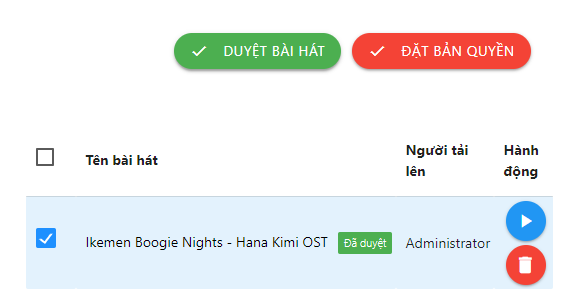 DUYỆT BÀI HÁT ĐẶT BẢN QUYỀN
Tên bài hát
Người tải
lên
Hành
động
Ikemen Boogie Nights - Hana Kimi OST Đã duyệt Administrator